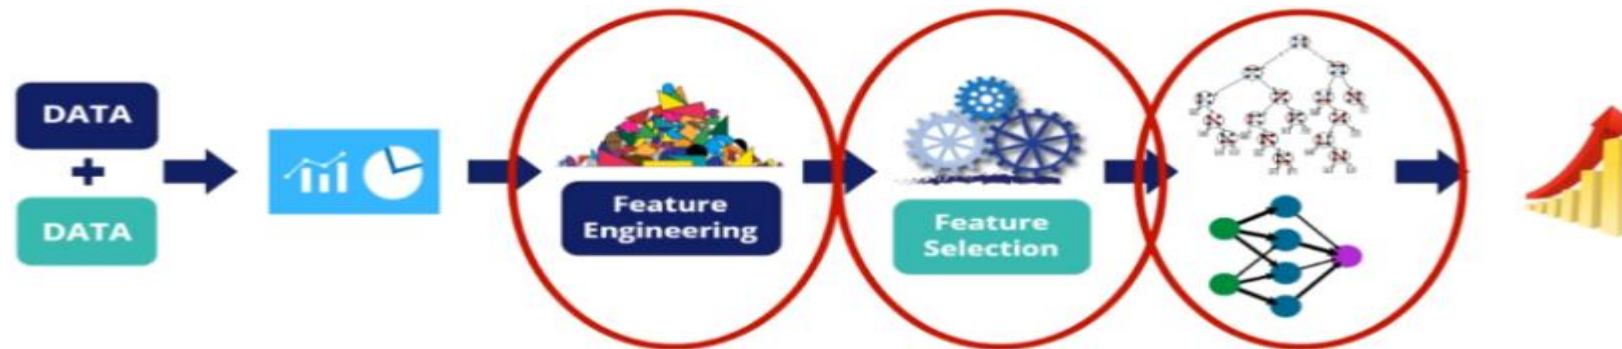 DATA
+
DATA
Feature
Engineering
Feature
Selection